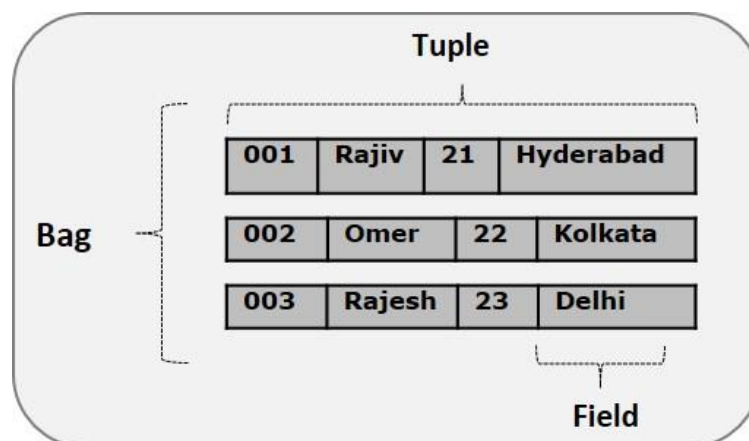 Tuple
001 Rajiv 21 Hyderabad
Bag
002 Omer 22 Kolkata
003 Rajesh 23 Delhi
Field